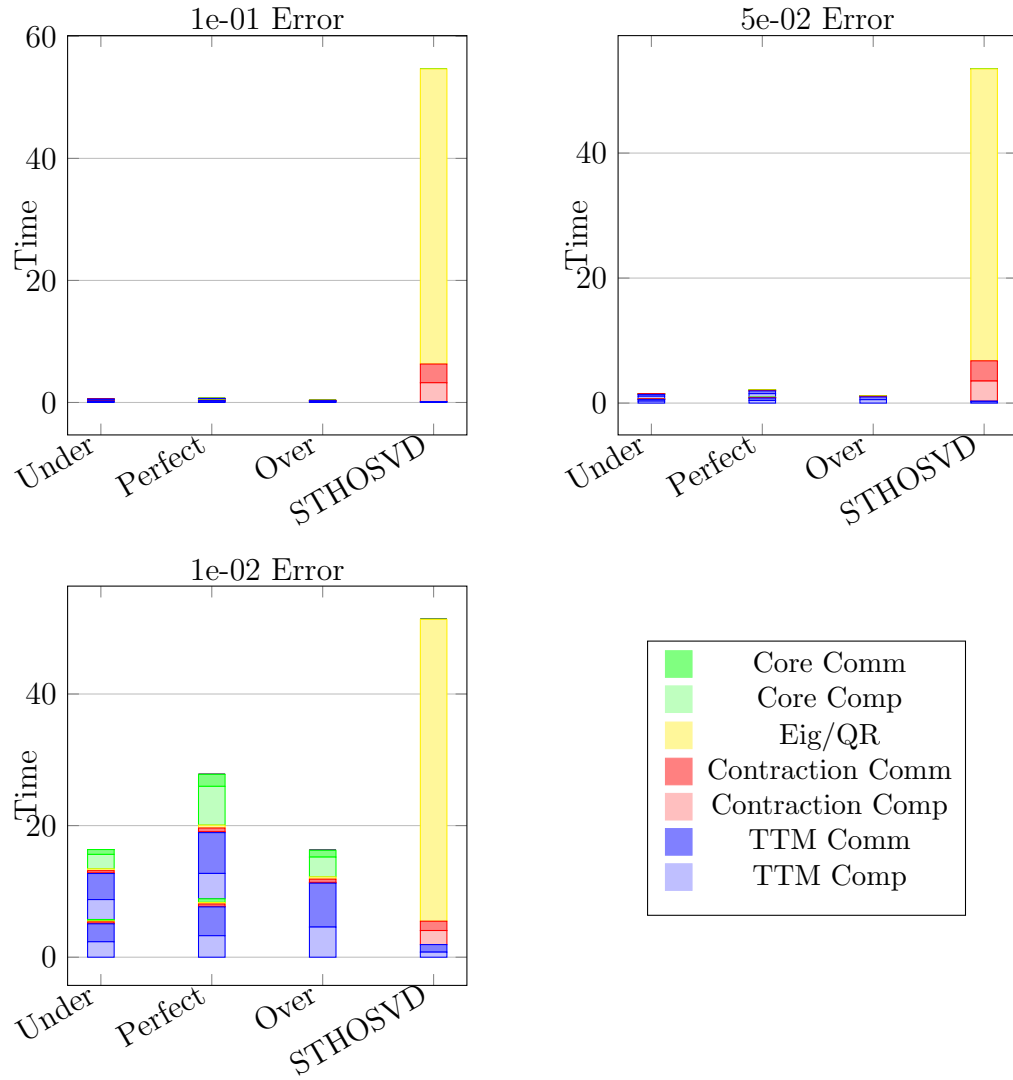 1e-01 Error
60
40
20
0
Time
Under
Perfect
Over
STHOSVD
5e-02 Error
40
20
0
Time
Under
Perfect
Over
STHOSVD
1e-02 Error
40
20
0
Time
Under
Perfect
Over
STHOSVD
Core Comm
Core Comp
Eig/QR
Contraction Comm
Contraction Comp
TTM Comm
TTM Comp